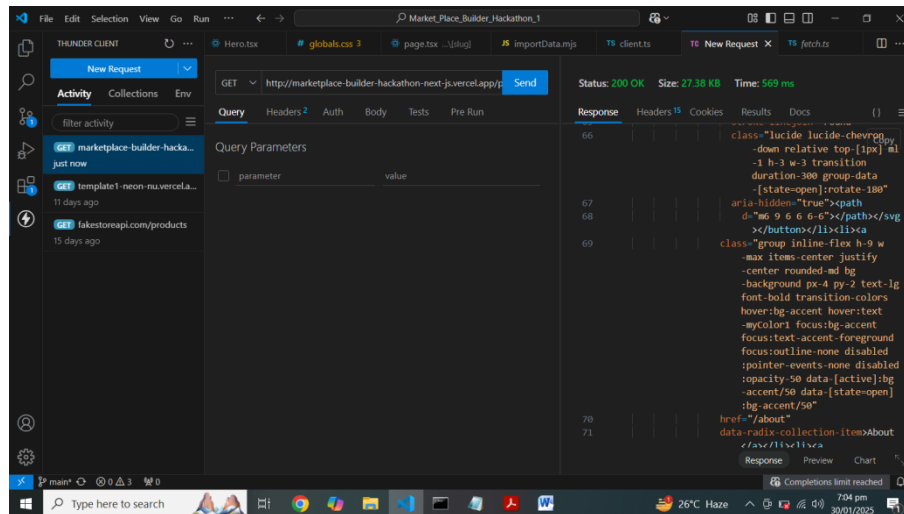 File Edit Selection View Go Run ... Market_Place_Builder_Hackathon_1
THUNDER CLIENT
Hero.tsx # globals.css 3 page.tsx ...\[slug] JS importData.mjs TS client.ts TC New Request X TS fetch.ts
New Request
Activity Collections Env
filter activity
GET marketplace-builder-hacka...
just now
GET template1-neon-nu.vercel.a...
11 days ago
GET fakestoreapi.com/products
15 days ago
GET http://marketplace-builder-hackathon-next-js.vercel.app/p Send
Query Headers 2 Auth Body Tests Pre Run
Query Parameters
parameter value
Status: 200 OK Size: 27.38 KB Time: 569 ms
Response Headers 15 Cookies Results Docs { }
Copy
66 class="lucide lucide-chevron
-down relative top-[1px] ml
-1 h-3 w-3 transition
duration-300 group-data
-[state=open]:rotate-180"
67 aria-hidden="true"><path
68 d="m6 9 6 6 6-6"></path></svg
></button></li><li><a
69 class="group inline-flex h-9 w
-max items-center justify
-center rounded-md bg
-background px-4 py-2 text-lg
font-bold transition-colors
hover:bg-accent hover:text
-myColor1 focus:bg-accent
focus:text-accent-foreground
focus:outline-none disabled
:pointer-events-none disabled
:opacity-50 data-[active]:bg
-accent/50 data-[state=open]
:bg-accent/50"
70 href="/about"
71 data-radix-collection-item>About
</a></li><li><a
Response Preview Chart
main* 0 3 0 Completions limit reached
Type here to search 26°C Haze 7:04 pm
30/01/2025